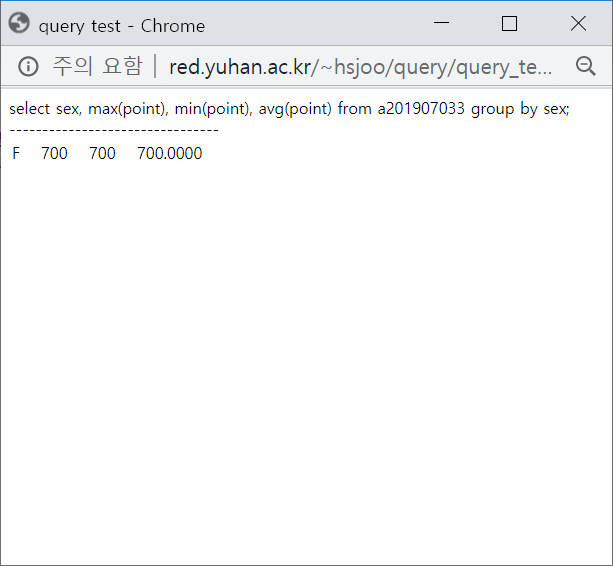 query test - Chrome
주의 요함 | red.yuhan.ac.kr/~hsjoo/query/query_te...
select sex, max(point), min(point), avg(point) from a201907033 group by sex;
--------------------------------
F 700 700 700.0000